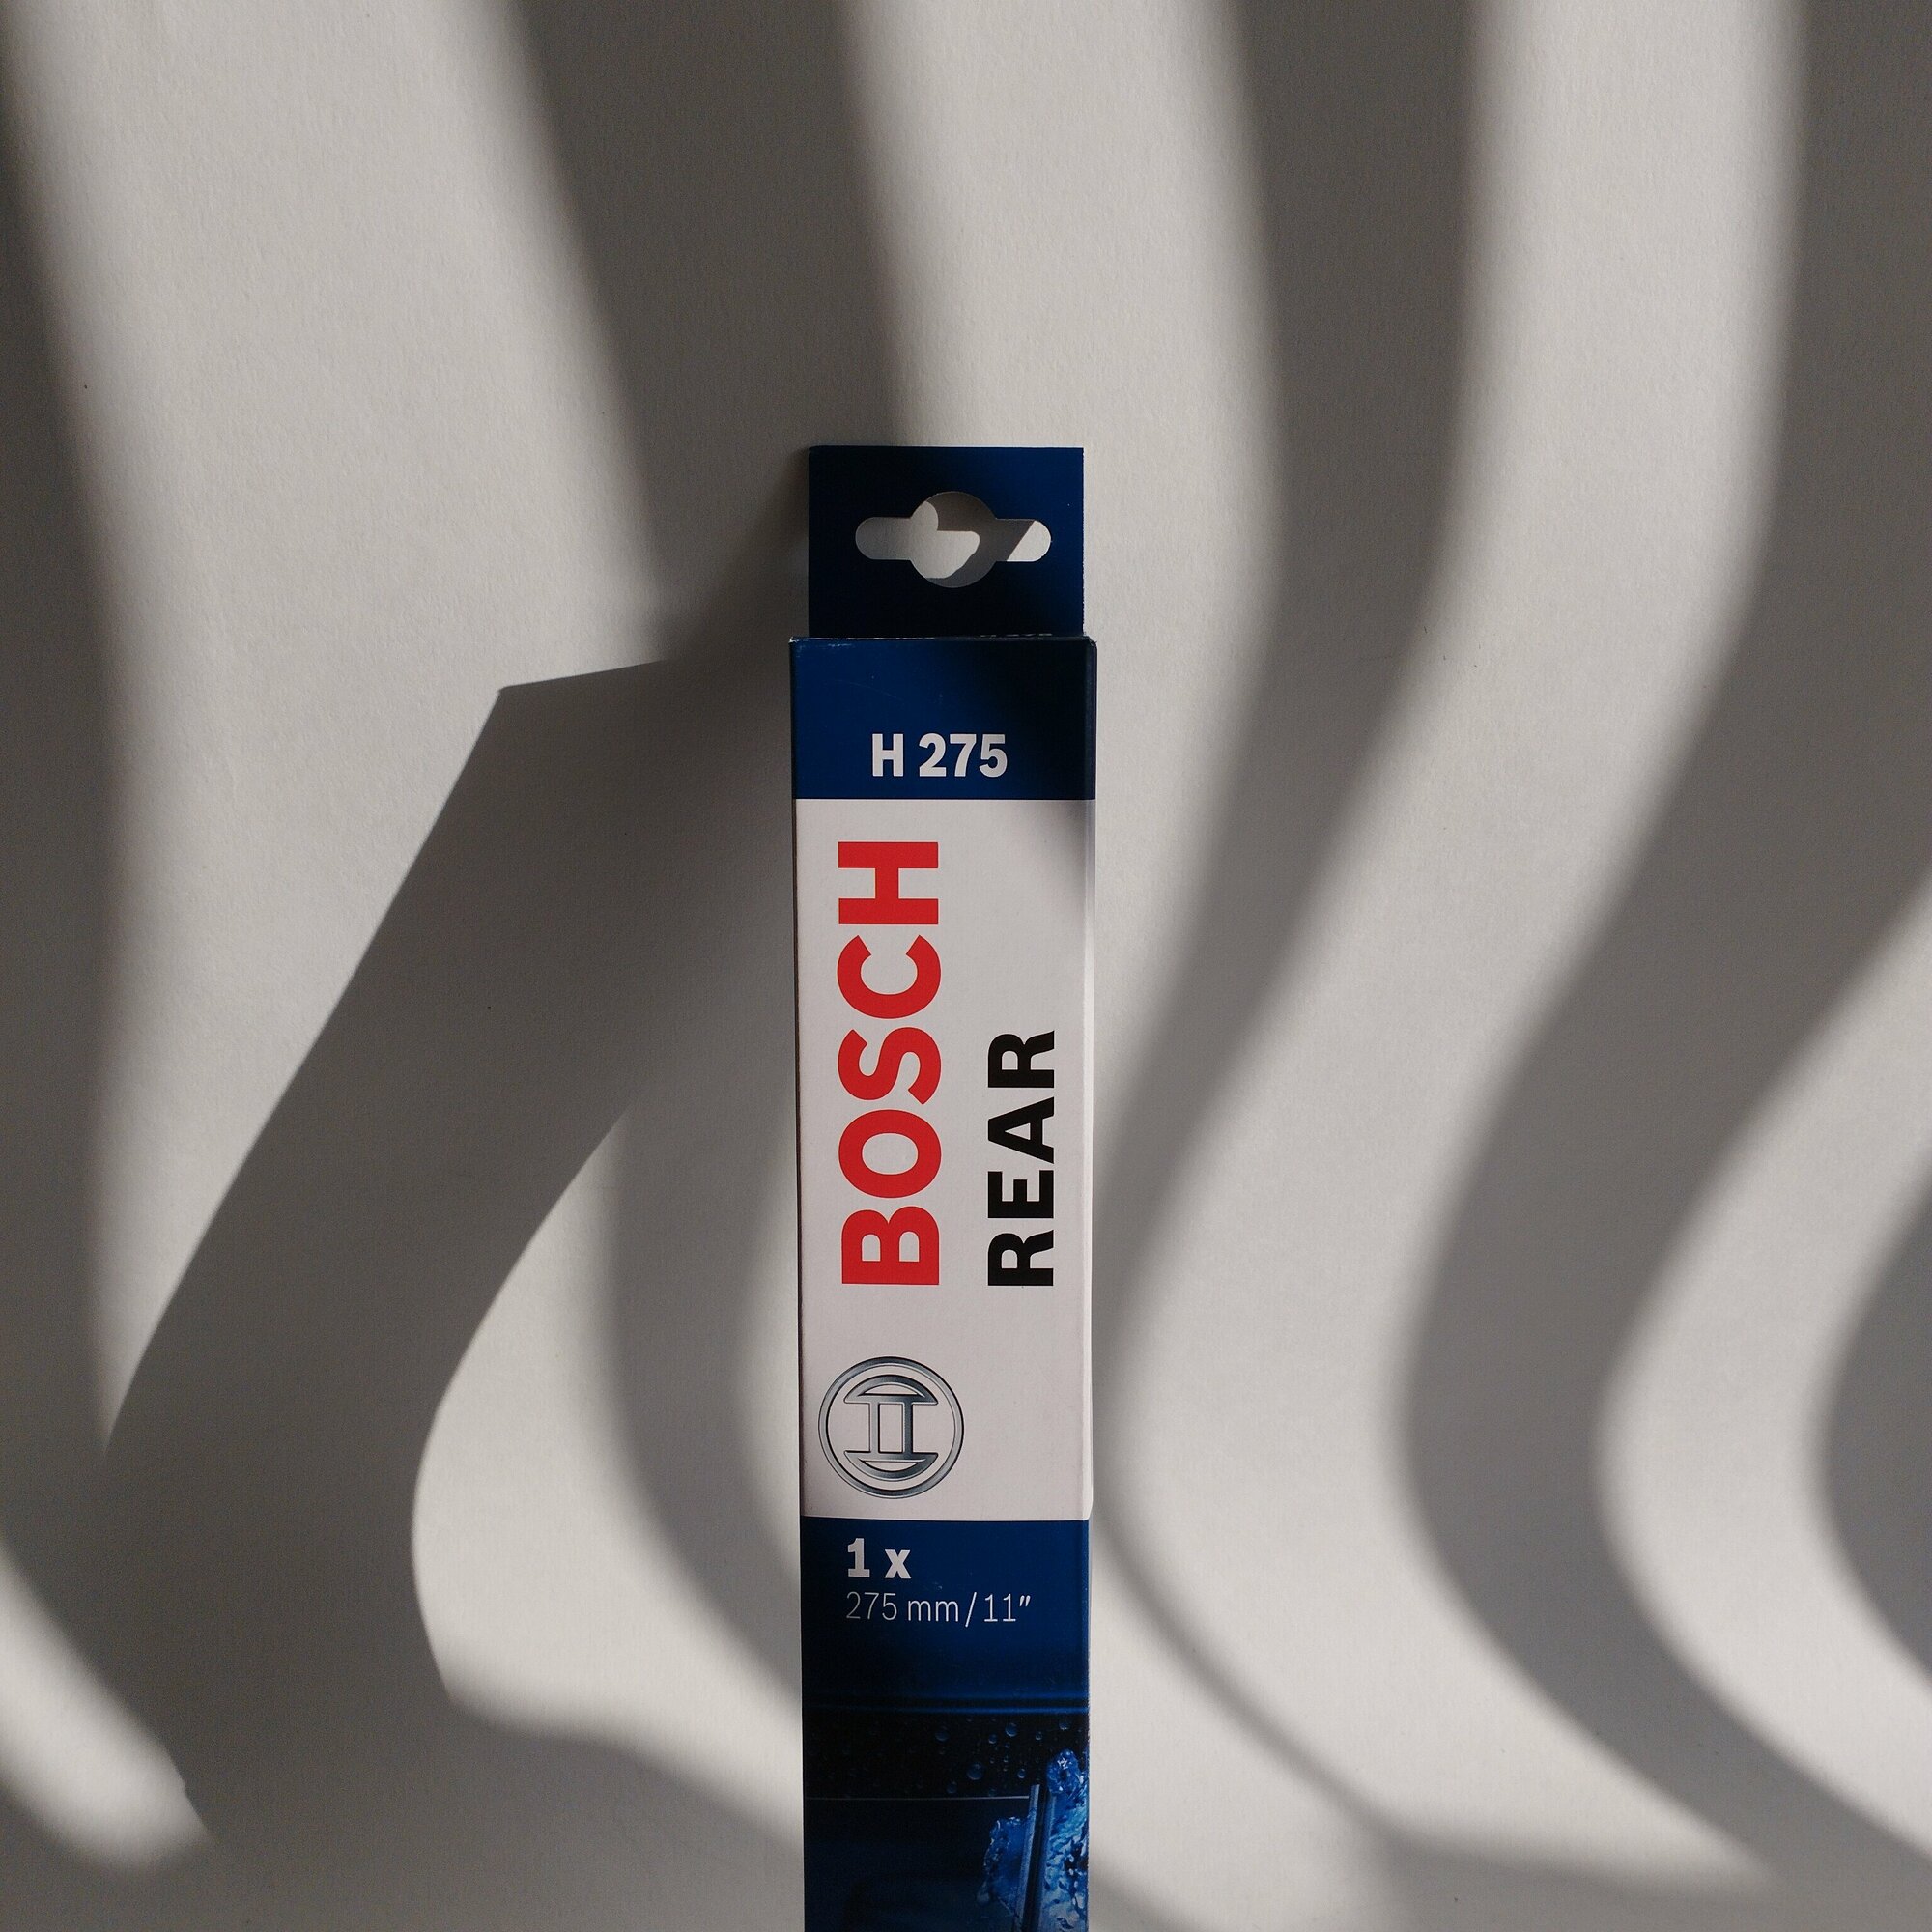 H 275
BOSCH
REAR
1 x
275 mm / 11"